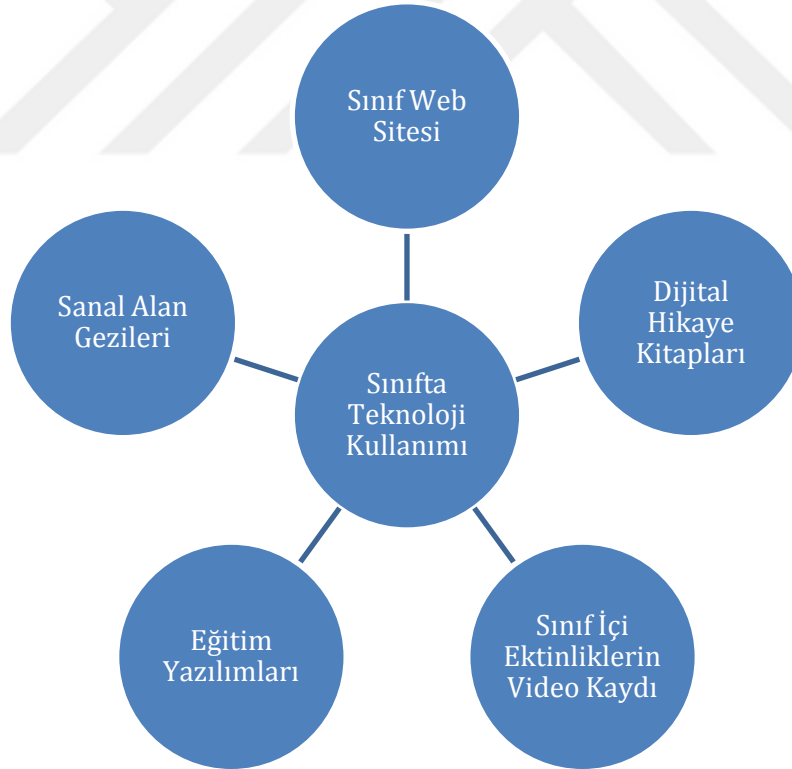 Sınıf Web
Sitesi
Sanal Alan
Gezileri
Dijital
Hikaye
Kitapları
Sınıfta
Teknoloji
Kullanımı
Eğitim
Yazılımları
Sınıf İçi
Ektinliklerin
Video Kaydı